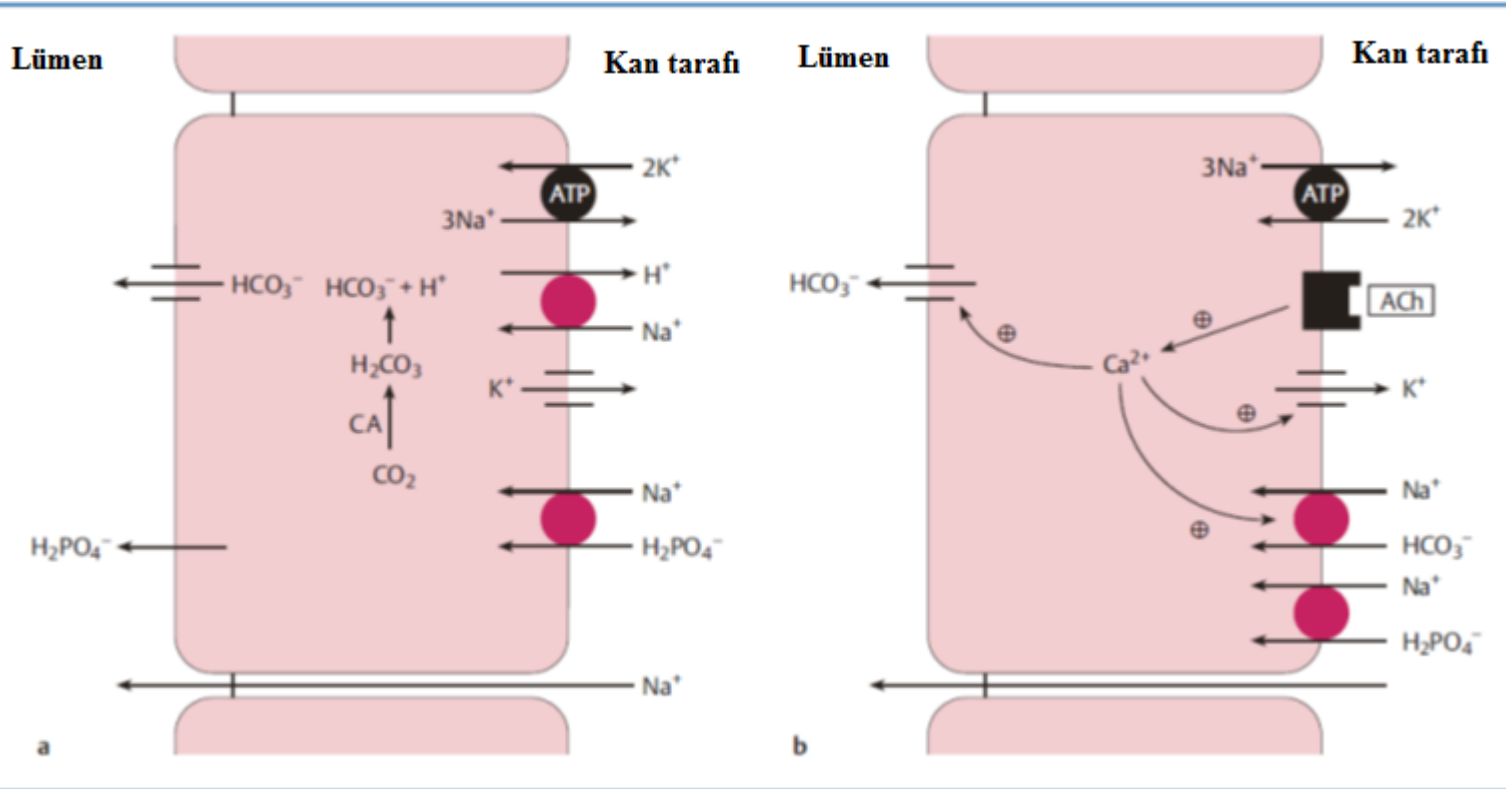 Lümen
Kan tarafı
2K⁺
ATP
3Na⁺
H⁺
HCO₃⁻
HCO₃⁻ + H⁺
Na⁺
H₂CO₃
K⁺
CA
CO₂
Na⁺
H₂PO₄⁻
H₂PO₄⁻
Na⁺
a
Lümen
Kan tarafı
3Na⁺
ATP
2K⁺
HCO₃⁻
ACh
⊕
⊕
Ca²⁺
K⁺
⊕
Na⁺
⊕
HCO₃⁻
Na⁺
H₂PO₄⁻
b